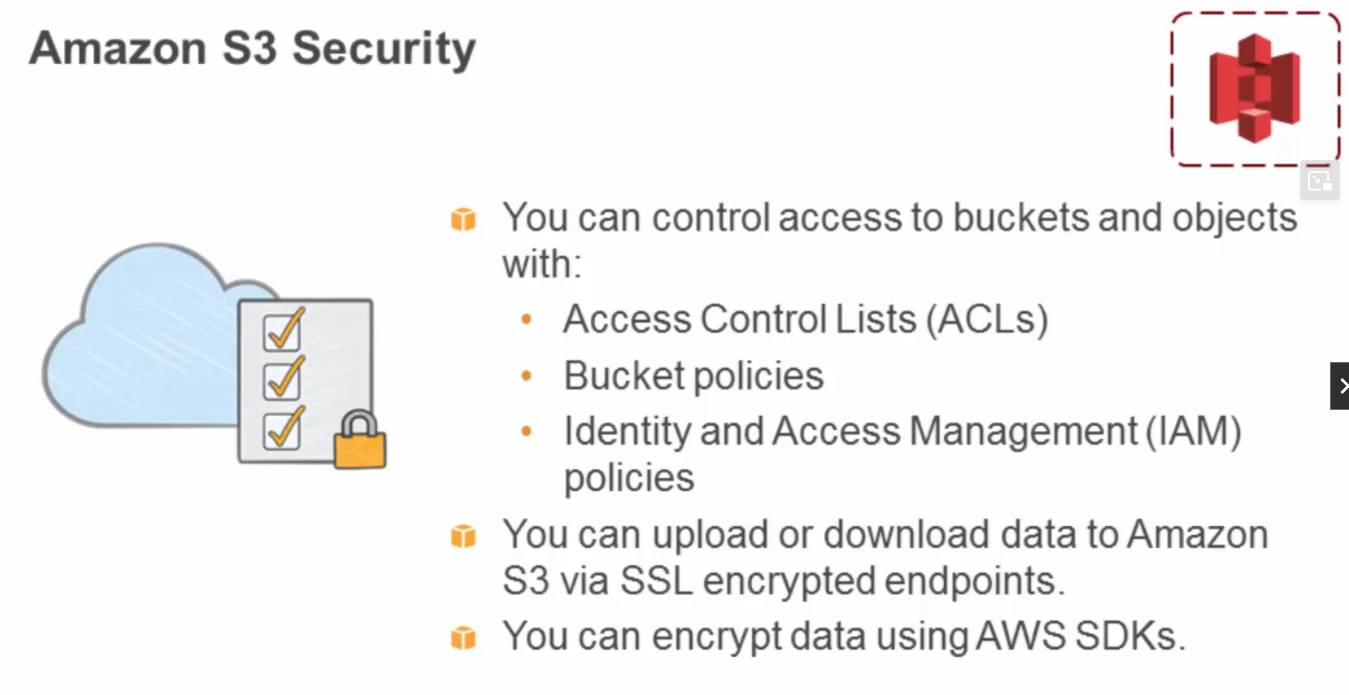 Amazon S3 Security
You can control access to buckets and objects
with:
Access Control Lists (ACLs)
Bucket policies
Identity and Access Management (IAM)
policies
You can upload or download data to Amazon
S3 via SSL encrypted endpoints.
You can encrypt data using AWS SDKs.